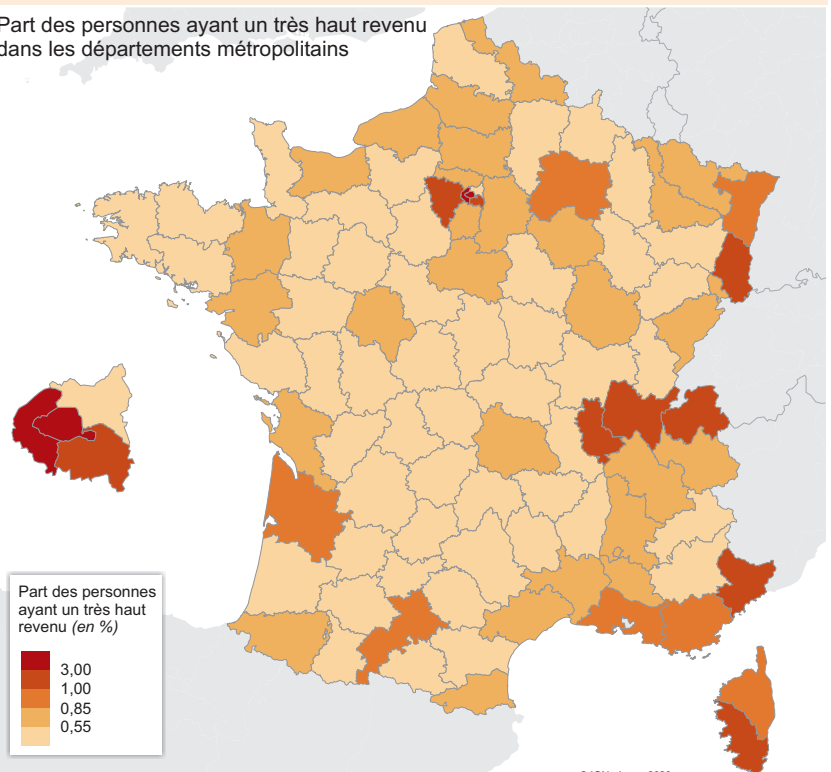 Part des personnes ayant un très haut revenu
dans les départements métropolitains
Part des personnes
ayant un très haut
revenu (en %)
3,00
1,00
0,85
0,55